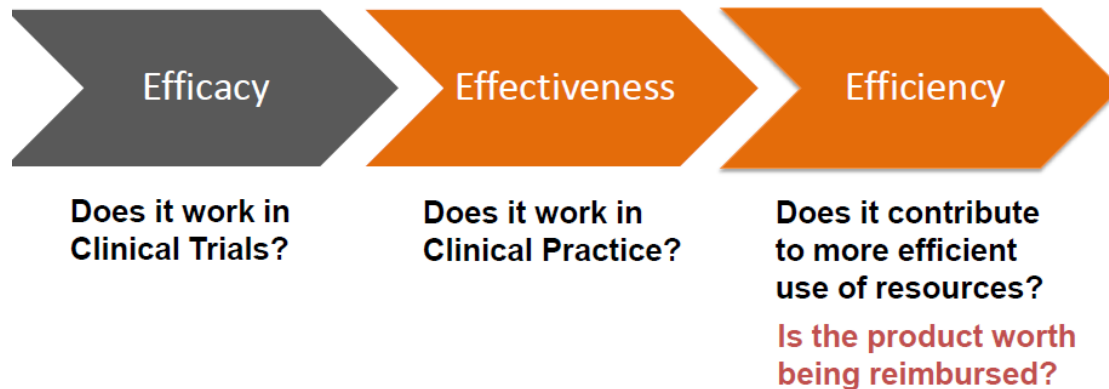 Efficacy
Effectiveness
Efficiency
Does it work in
Clinical Trials?
Does it work in
Clinical Practice?
Does it contribute
to more efficient
use of resources?
Is the product worth
being reimbursed?